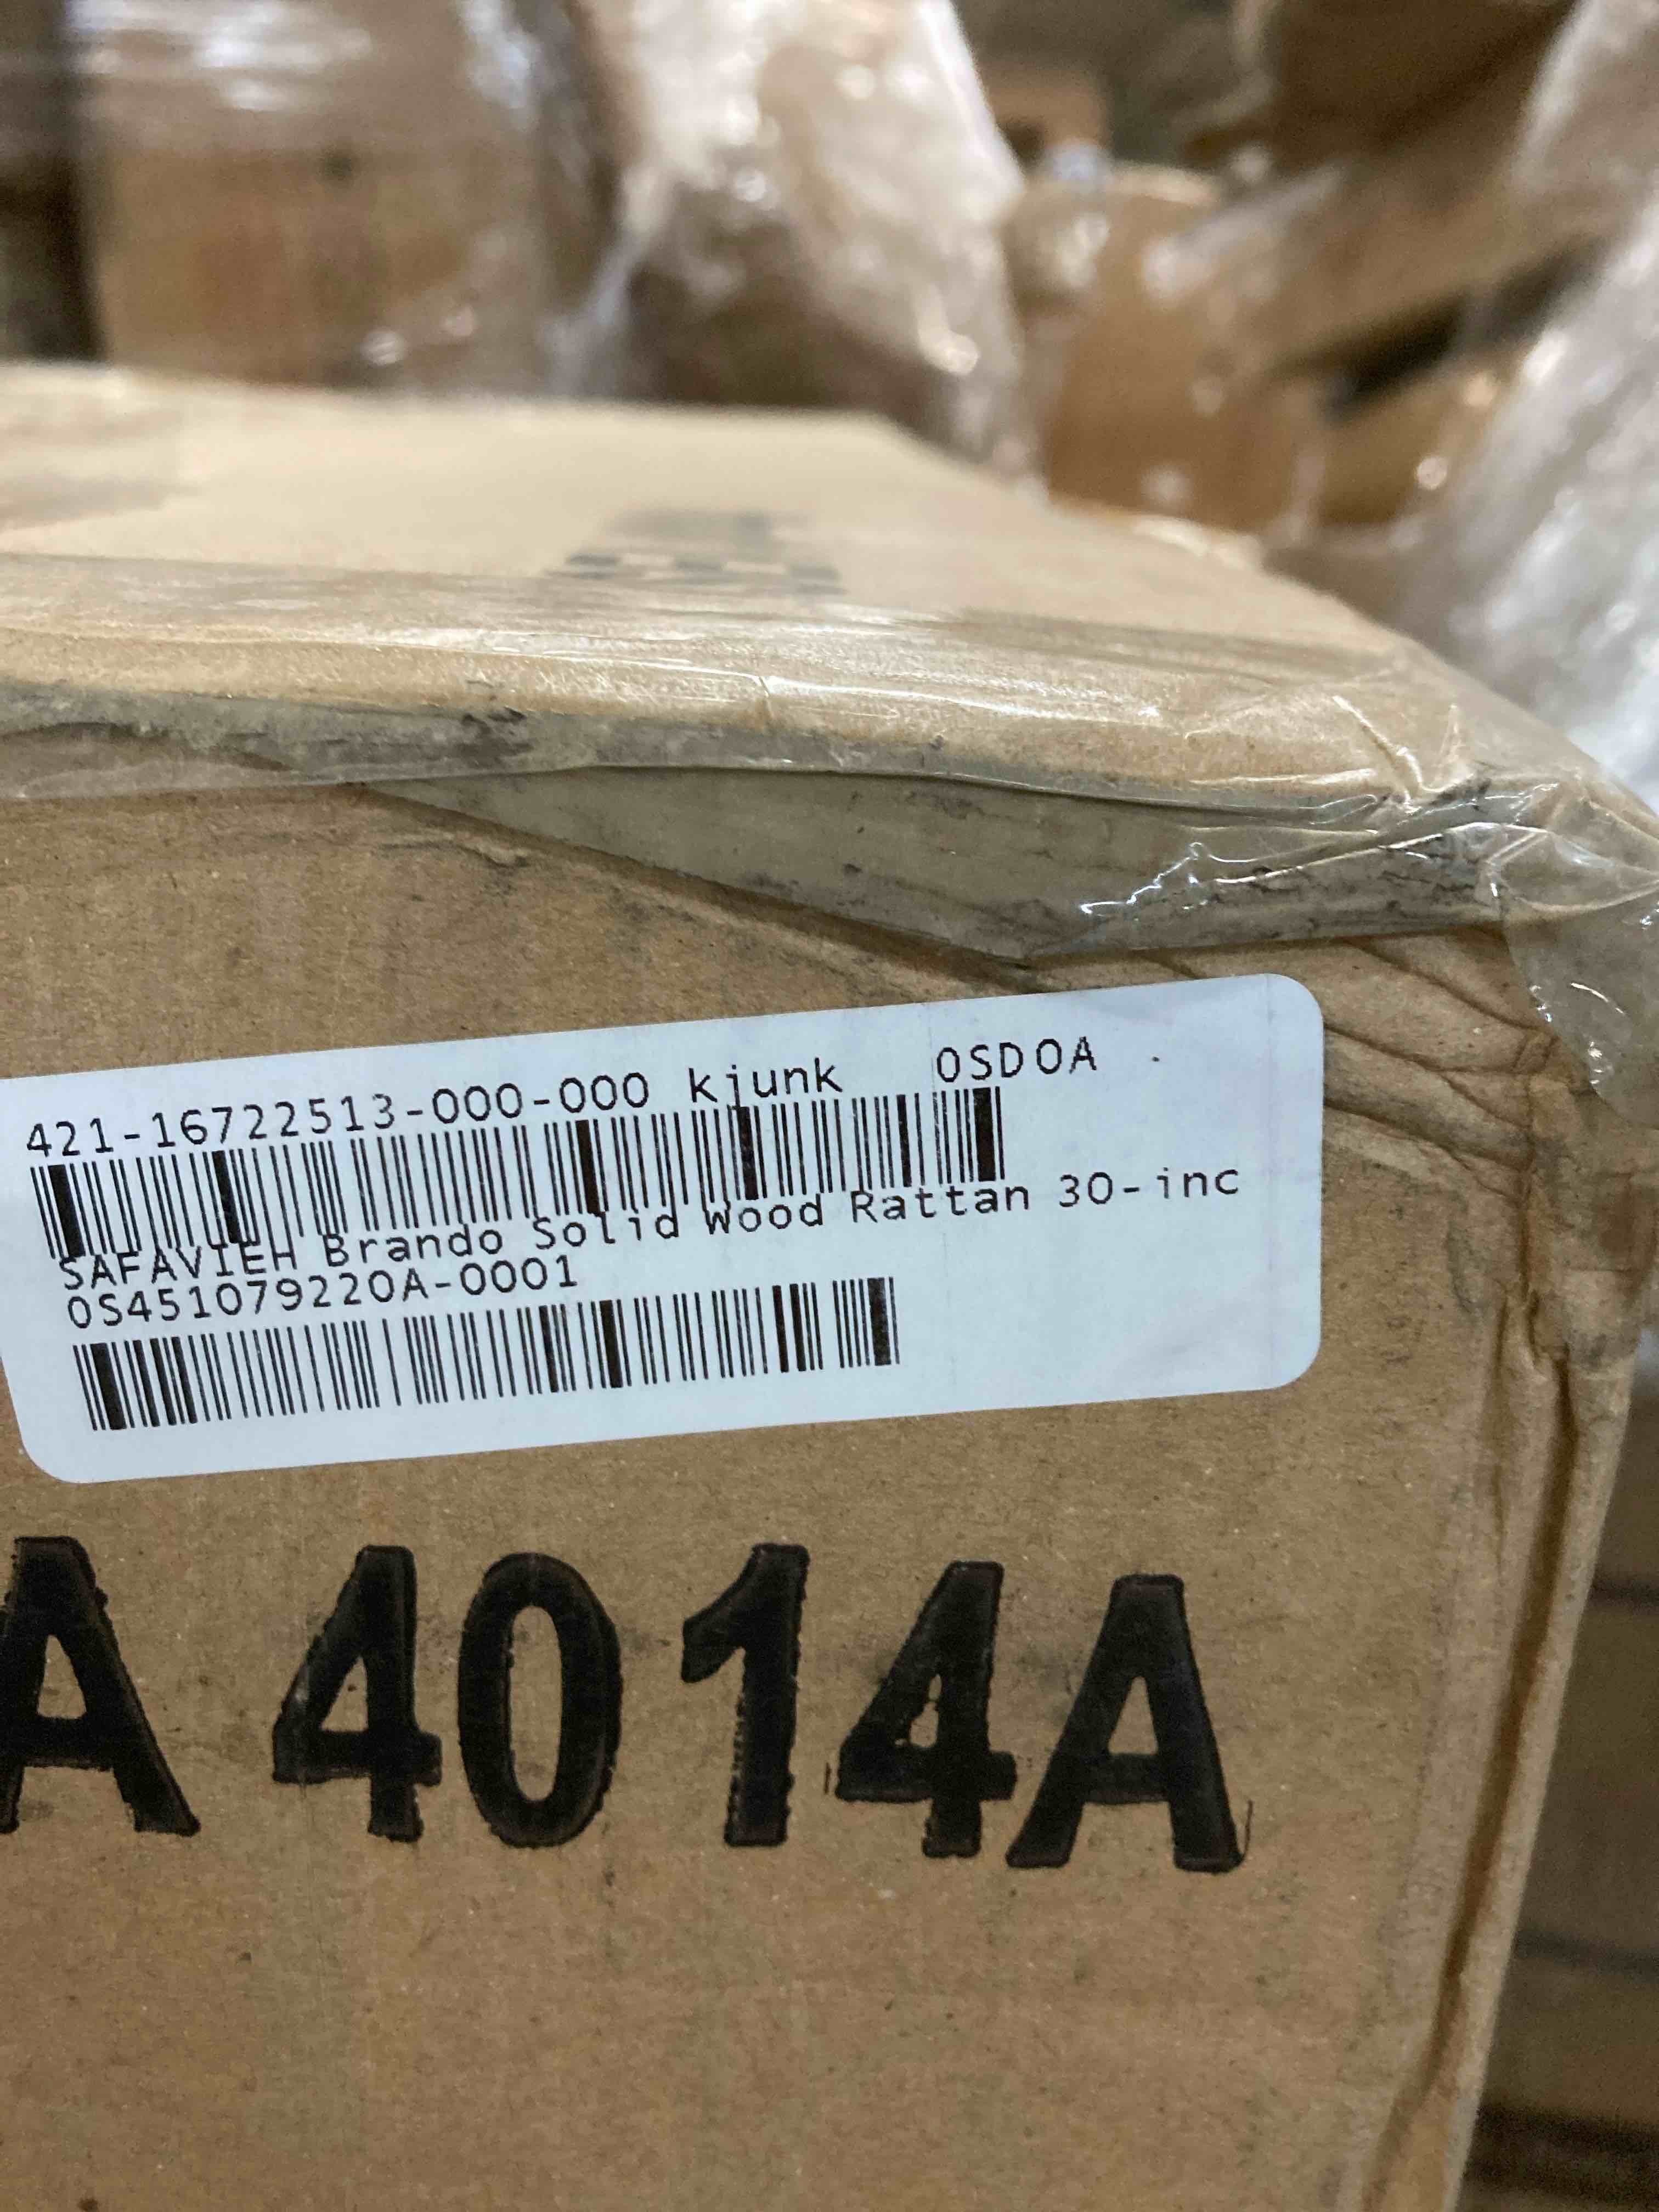 421-16722513-000-000 kjunk OSDOA
SAFAVIEH Brando Solid Wood Rattan 30-inc
OS451079220A-0001
A 4014A